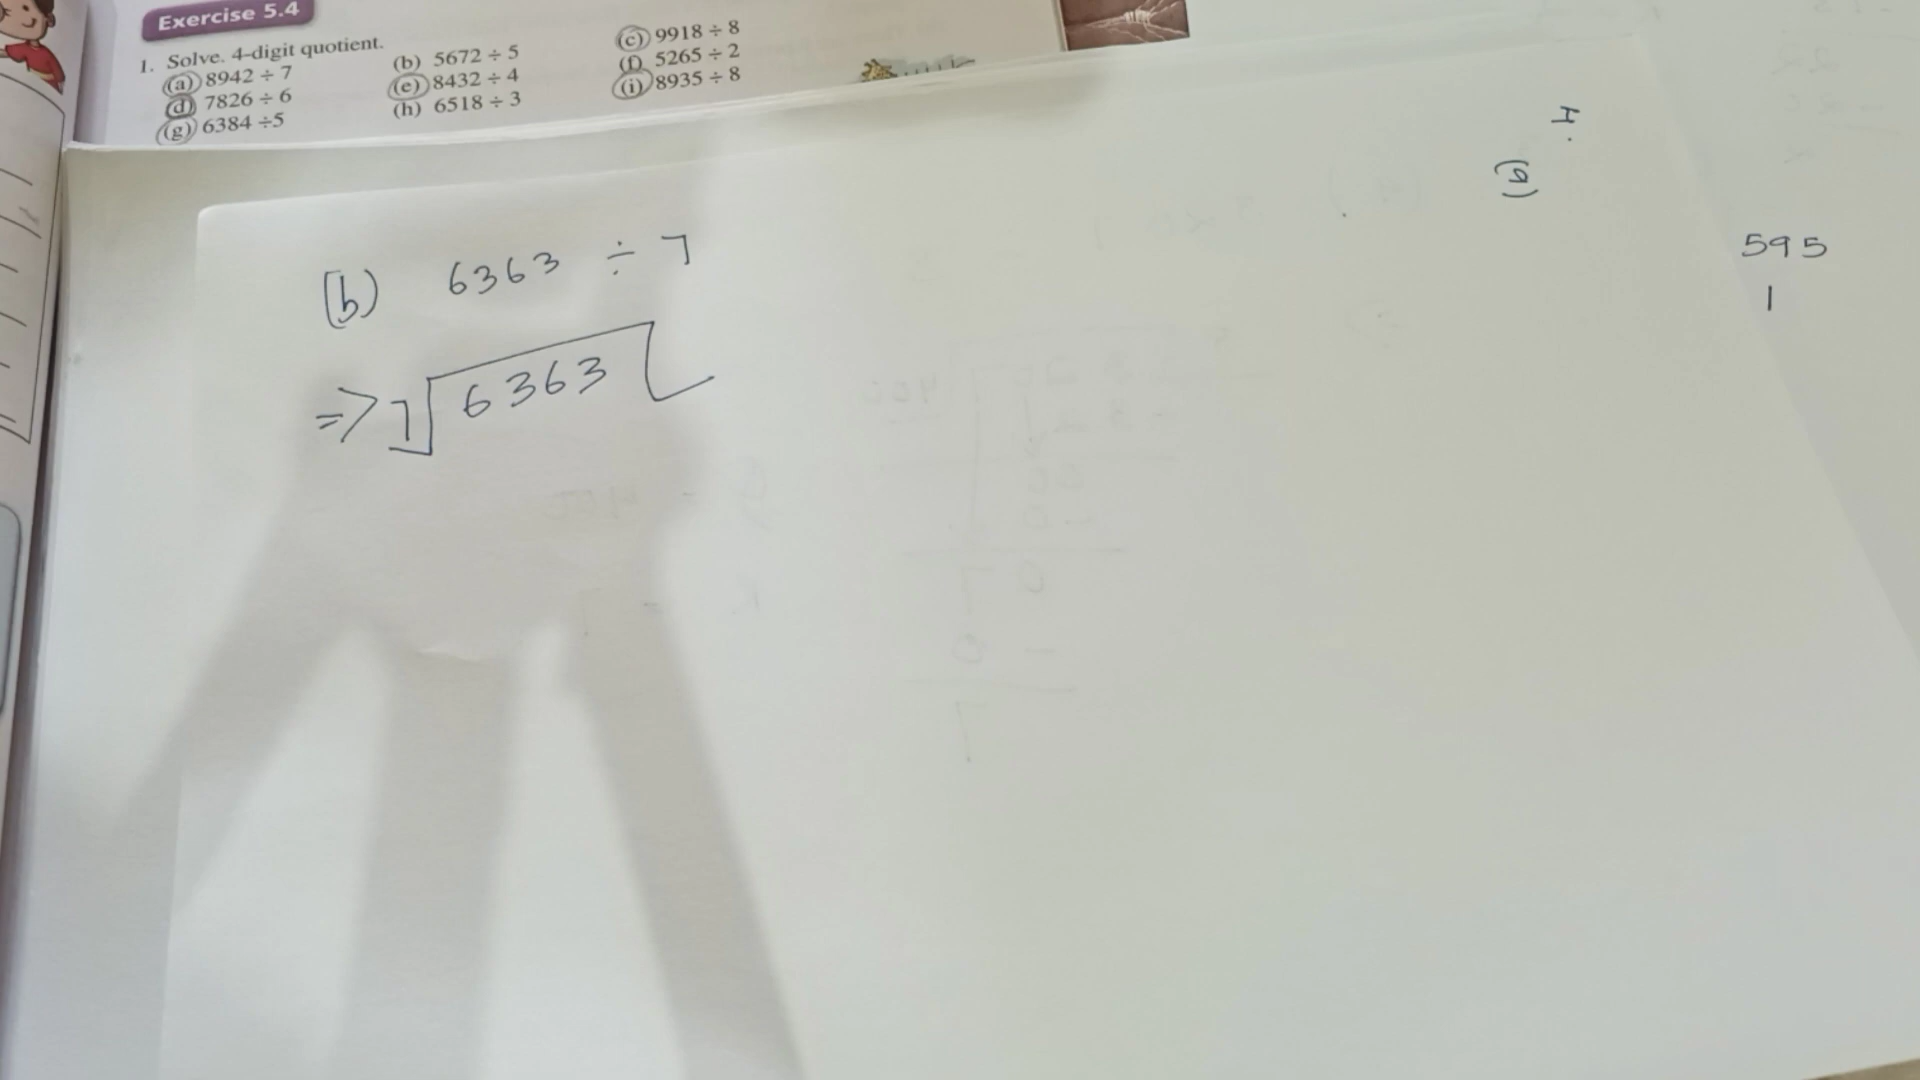 Exercise 5.4
1. Solve. 4-digit quotient.
(a) 8942 ÷ 7 (b) 5672 ÷ 5 (c) 9918 ÷ 8
(d) 7826 ÷ 6 (e) 8432 ÷ 4 (f) 5265 ÷ 2
(g) 6384 ÷5 (h) 6518 ÷ 3 (i) 8935 ÷ 8
(b) 6363 ÷ 7
=> 7 6363
I.
(a)
595
1